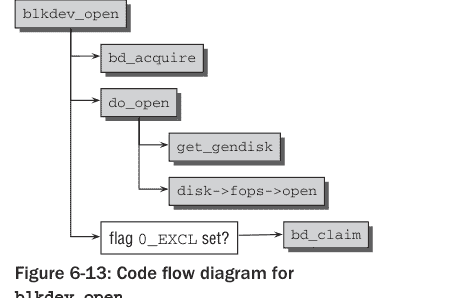 blkdev_open
bd_acquire
do_open
get_gendisk
disk->fops->open
flag O_EXCL set?
bd_claim
Figure 6-13: Code flow diagram for
blkdev_open